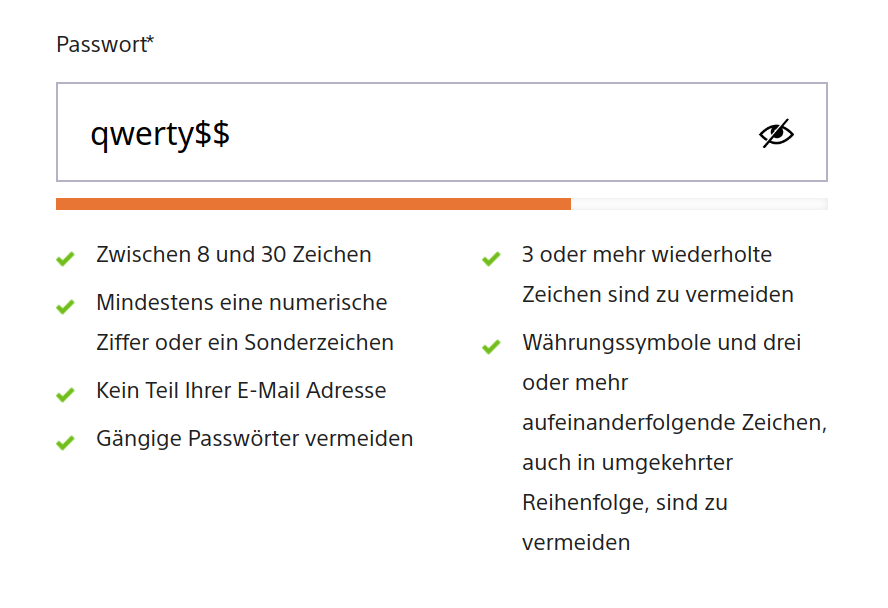 Passwort*
qwerty$$
Zwischen 8 und 30 Zeichen
Mindestens eine numerische
Ziffer oder ein Sonderzeichen
Kein Teil Ihrer E-Mail Adresse
Gängige Passwörter vermeiden
3 oder mehr wiederholte
Zeichen sind zu vermeiden
Währungssymbole und drei
oder mehr
aufeinanderfolgende Zeichen,
auch in umgekehrter
Reihenfolge, sind zu
vermeiden